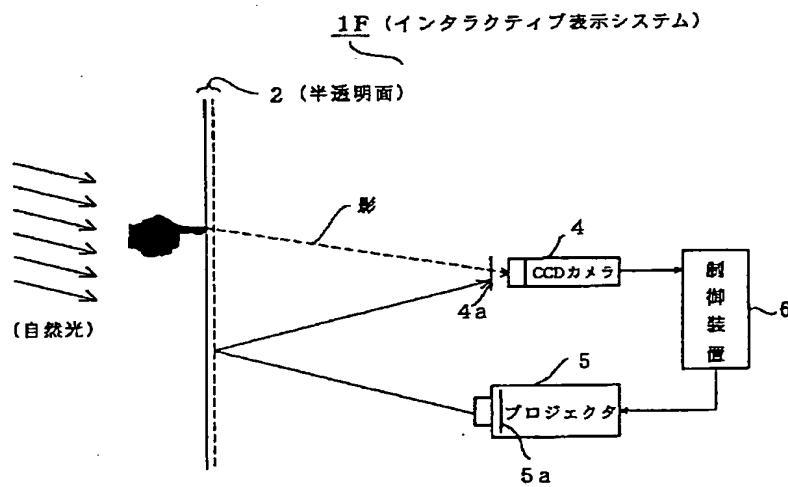 1F (インタラクティブ表示システム)
2 (半透明面)
影
4
CCDカメラ
4a
制御装置
6
(自然光)
5
プロジェクタ
5a